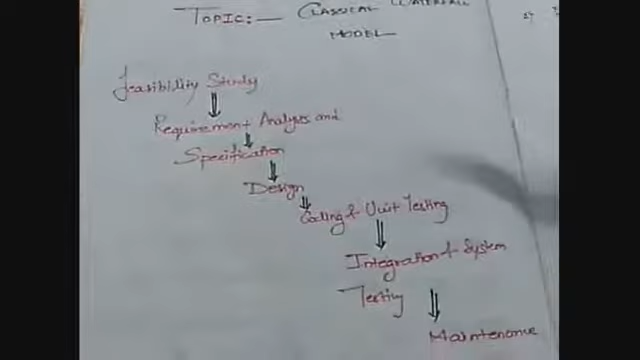 TOPIC:— CLASSICAL WATERFALL
MODEL
Feasibility Study
Requirement Analysis and
Specification
Design
Coding & Unit Testing
Integration & System
Testing
Maintenance